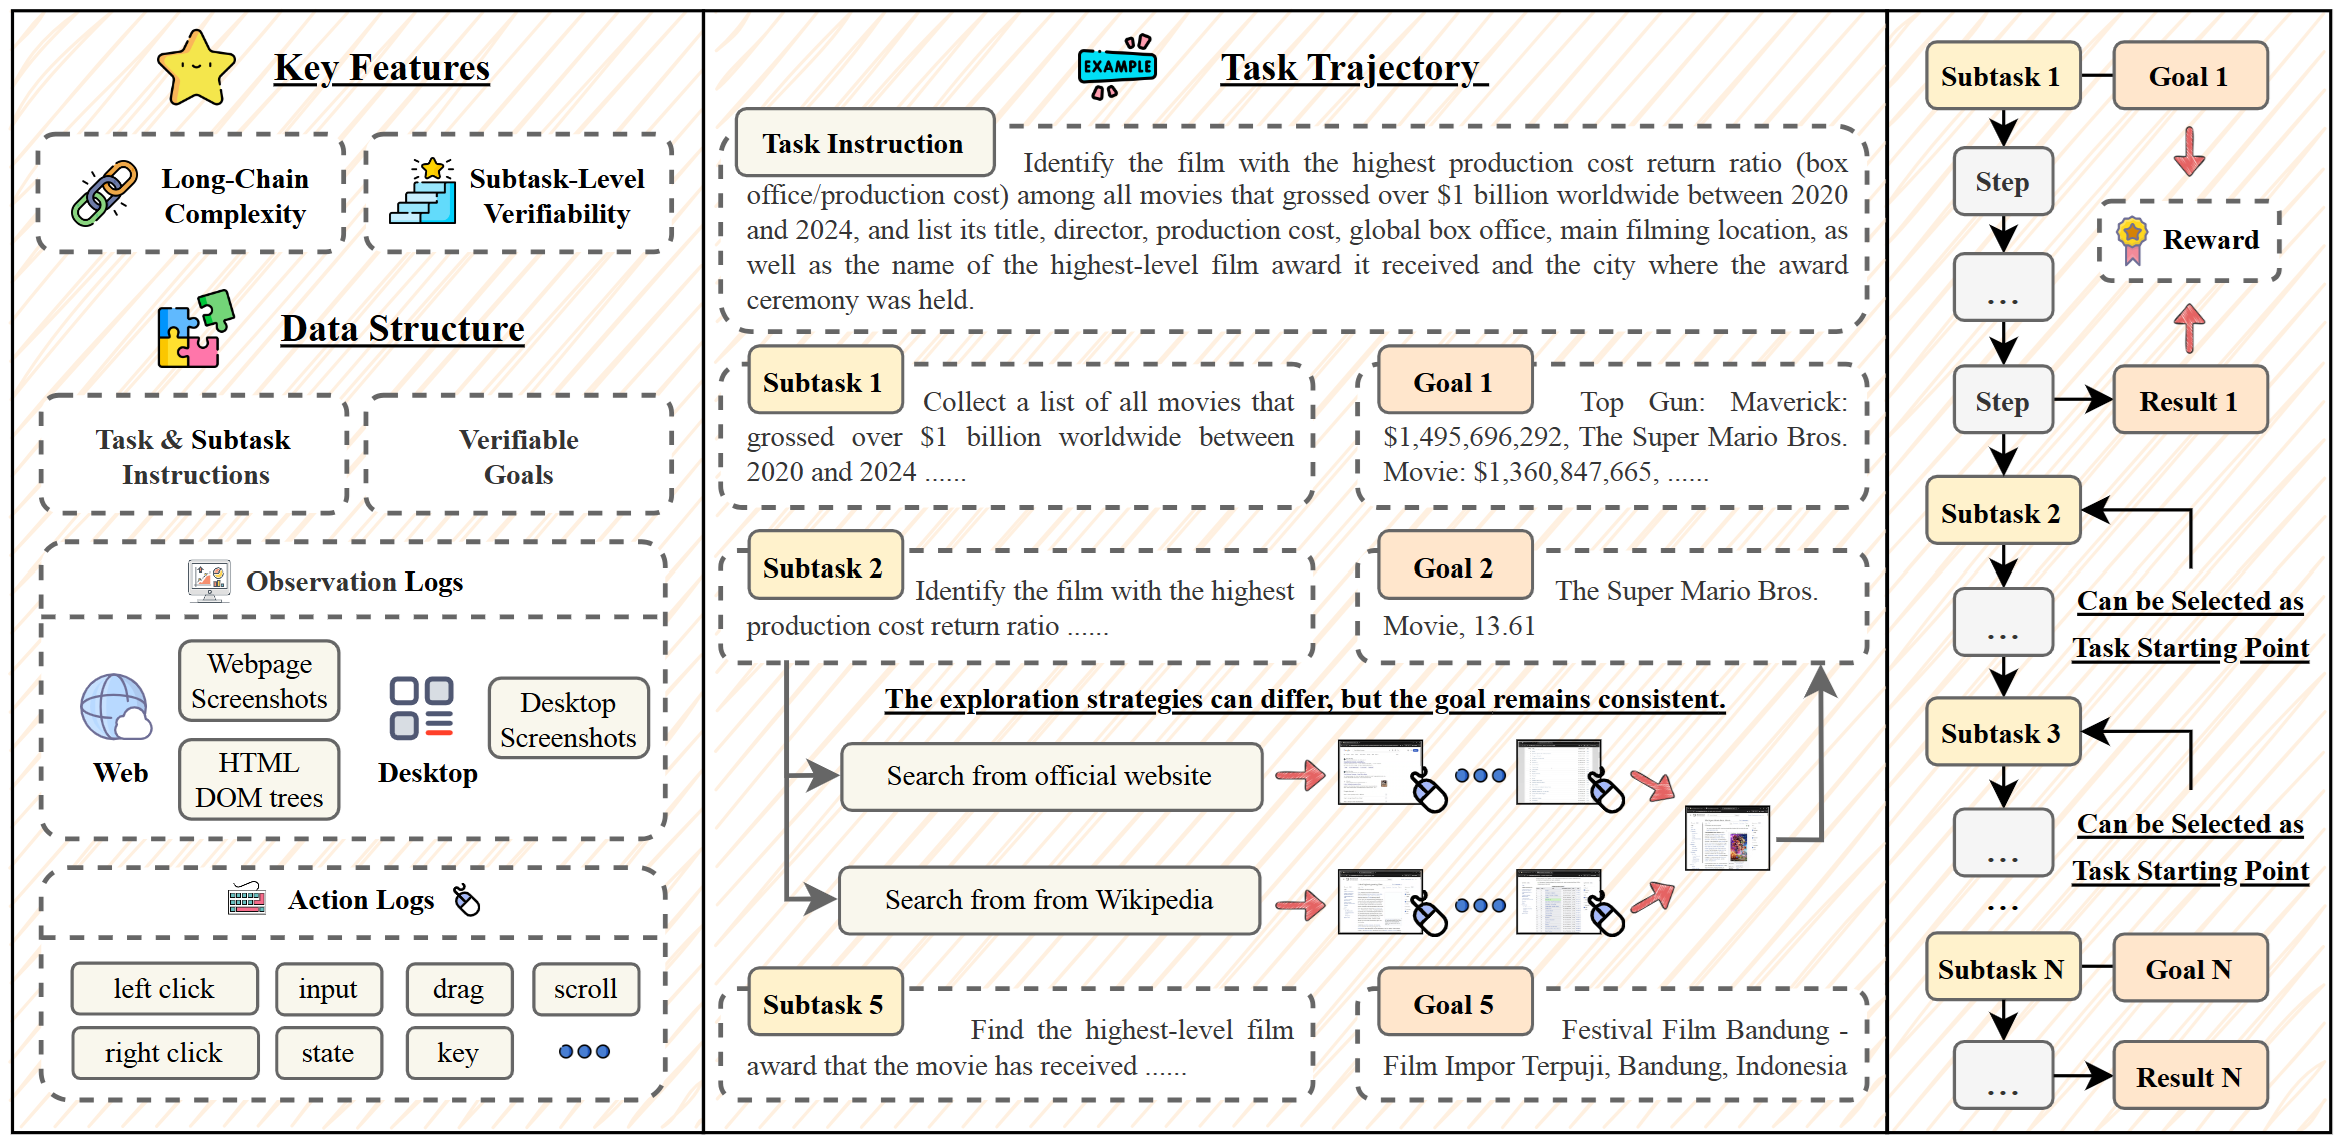 Key Features
Long-Chain
Complexity
Subtask-Level
Verifiability
Data Structure
Task & Subtask
Instructions
Verifiable
Goals
Observation Logs
Web
Webpage
Screenshots
HTML
DOM trees
Desktop
Desktop
Screenshots
Action Logs
left click
input
drag
scroll
right click
state
key
EXAMPLE
Task Trajectory
Task Instruction
Identify the film with the highest production cost return ratio (box
office/production cost) among all movies that grossed over $1 billion worldwide between 2020
and 2024, and list its title, director, production cost, global box office, main filming location, as
well as the name of the highest-level film award it received and the city where the award
ceremony was held.
Subtask 1
Collect a list of all movies that
grossed over $1 billion worldwide between
2020 and 2024 ......
Goal 1
Top Gun: Maverick:
$1,495,696,292, The Super Mario Bros.
Movie: $1,360,847,665, ......
Subtask 2
Identify the film with the highest
production cost return ratio ......
Goal 2
The Super Mario Bros.
Movie, 13.61
The exploration strategies can differ, but the goal remains consistent.
Search from official website
Search from from Wikipedia
Subtask 5
Find the highest-level film
award that the movie has received ......
Goal 5
Festival Film Bandung -
Film Impor Terpuji, Bandung, Indonesia
Subtask 1
Goal 1
Step
Reward
...
Step
Result 1
Subtask 2
...
Can be Selected as
Task Starting Point
Subtask 3
...
Can be Selected as
Task Starting Point
...
Subtask N
Goal N
...
Result N